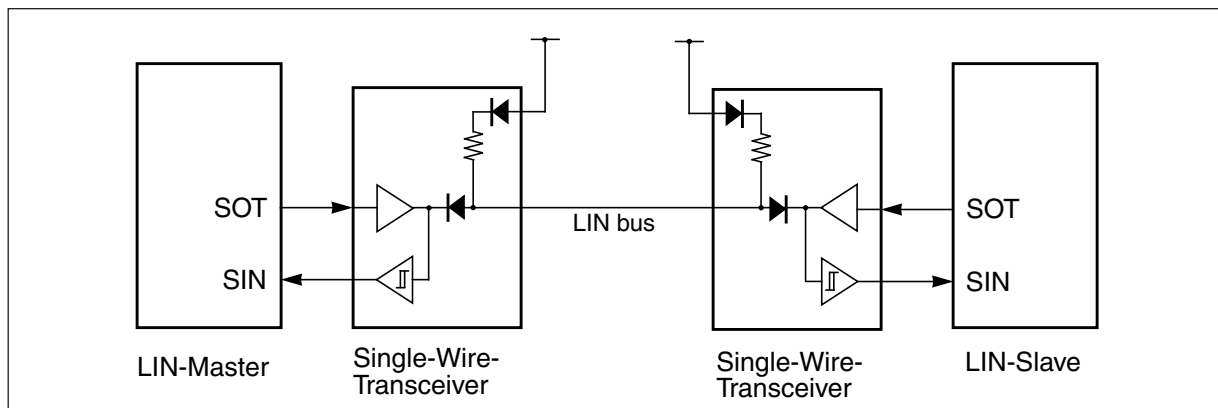 SOT
SIN
LIN bus
SOT
SIN
LIN-Master
Single-Wire-
Transceiver
Single-Wire-
Transceiver
LIN-Slave